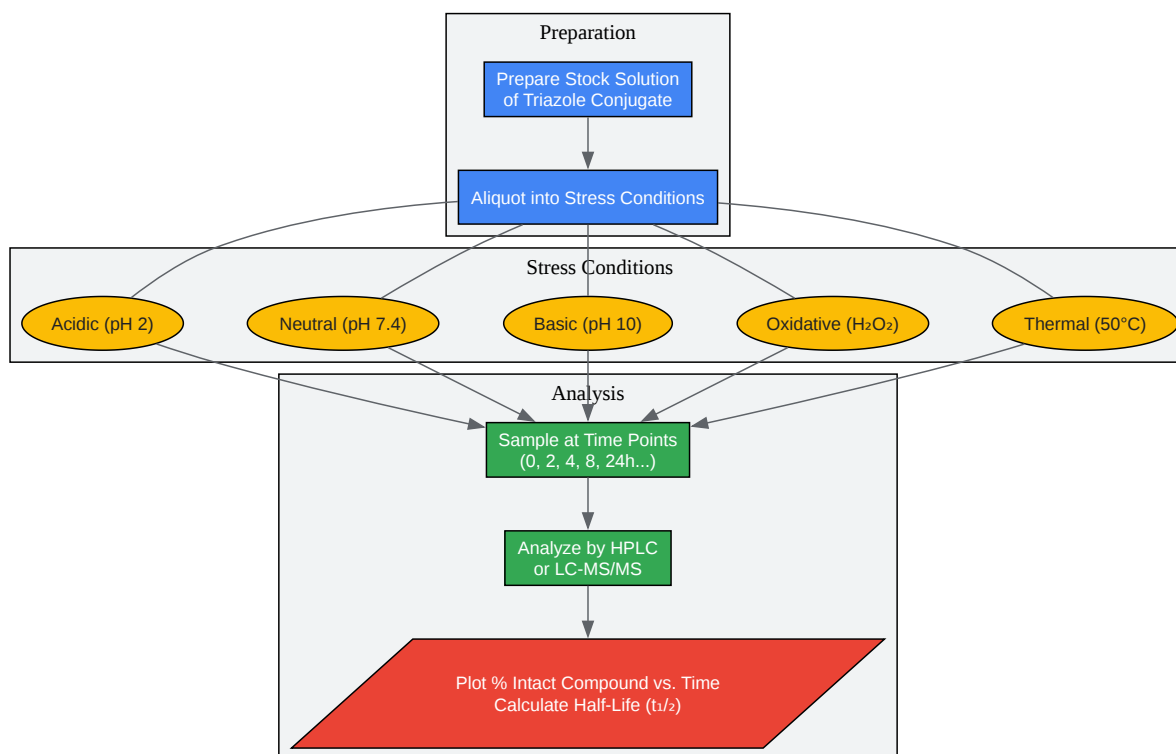 Preparation
Prepare Stock Solution
of Triazole Conjugate
Aliquot into Stress Conditions
Stress Conditions
Acidic (pH 2)
Neutral (pH 7.4)
Basic (pH 10)
Oxidative (H₂O₂)
Thermal (50°C)
Analysis
Sample at Time Points
(0, 2, 4, 8, 24h...)
Analyze by HPLC
or LC-MS/MS
Plot % Intact Compound vs. Time
Calculate Half-Life (t₁/₂)